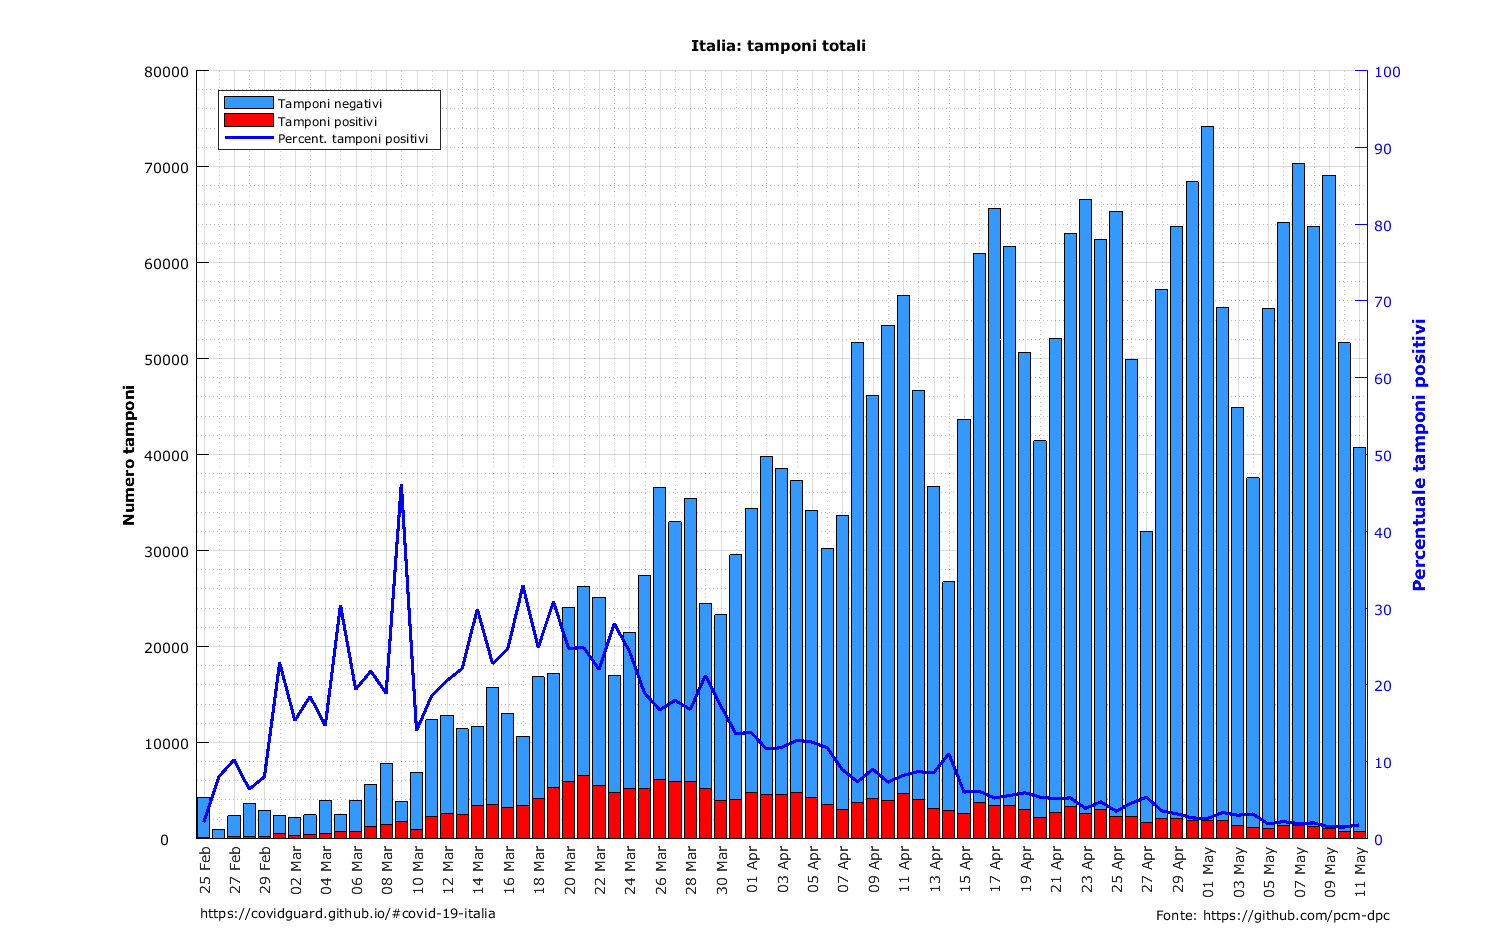 Italia: tamponi totali
Tamponi negativi
Tamponi positivi
Percent. tamponi positivi
Numero tamponi
80000
70000
60000
50000
40000
30000
20000
10000
0
Percentuale tamponi positivi
100
90
80
70
60
50
40
30
20
10
0
25 Feb
27 Feb
29 Feb
02 Mar
04 Mar
06 Mar
08 Mar
10 Mar
12 Mar
14 Mar
16 Mar
18 Mar
20 Mar
22 Mar
24 Mar
26 Mar
28 Mar
30 Mar
01 Apr
03 Apr
05 Apr
07 Apr
09 Apr
11 Apr
13 Apr
15 Apr
17 Apr
19 Apr
21 Apr
23 Apr
25 Apr
27 Apr
29 Apr
01 May
03 May
05 May
07 May
09 May
11 May
https://covidguard.github.io/#covid-19-italia
Fonte: https://github.com/pcm-dpc